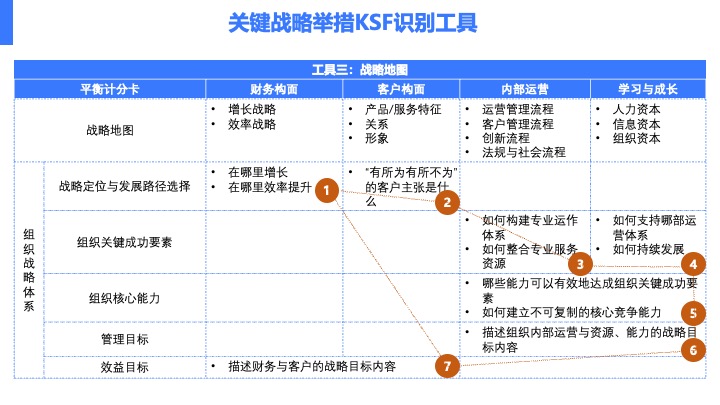 关键战略举措KSF识别工具
工具三：战略地图
平衡计分卡
财务构面
客户构面
内部运营
学习与成长
战略地图
• 增长战略
• 效率战略
• 产品/服务特征
• 关系
• 形象
• 运营管理流程
• 客户管理流程
• 创新流程
• 法规与社会流程
• 人力资本
• 信息资本
• 组织资本
组织战略体系
战略定位与发展路径选择
• 在哪里增长
• 在哪里效率提升
1
• “有所为有所不为”
的客户主张是什
么
2
组织关键成功要素
• 如何构建专业运作
体系
• 如何整合专业服务
资源
3
• 如何支持哪部运
营体系
• 如何持续发展
4
组织核心能力
• 哪些能力可以有效地达成组织关键成功要
素
• 如何建立不可复制的核心竞争能力
5
管理目标
• 描述组织内部运营与资源、能力的战略目
标内容
6
效益目标
• 描述财务与客户的战略目标内容
7